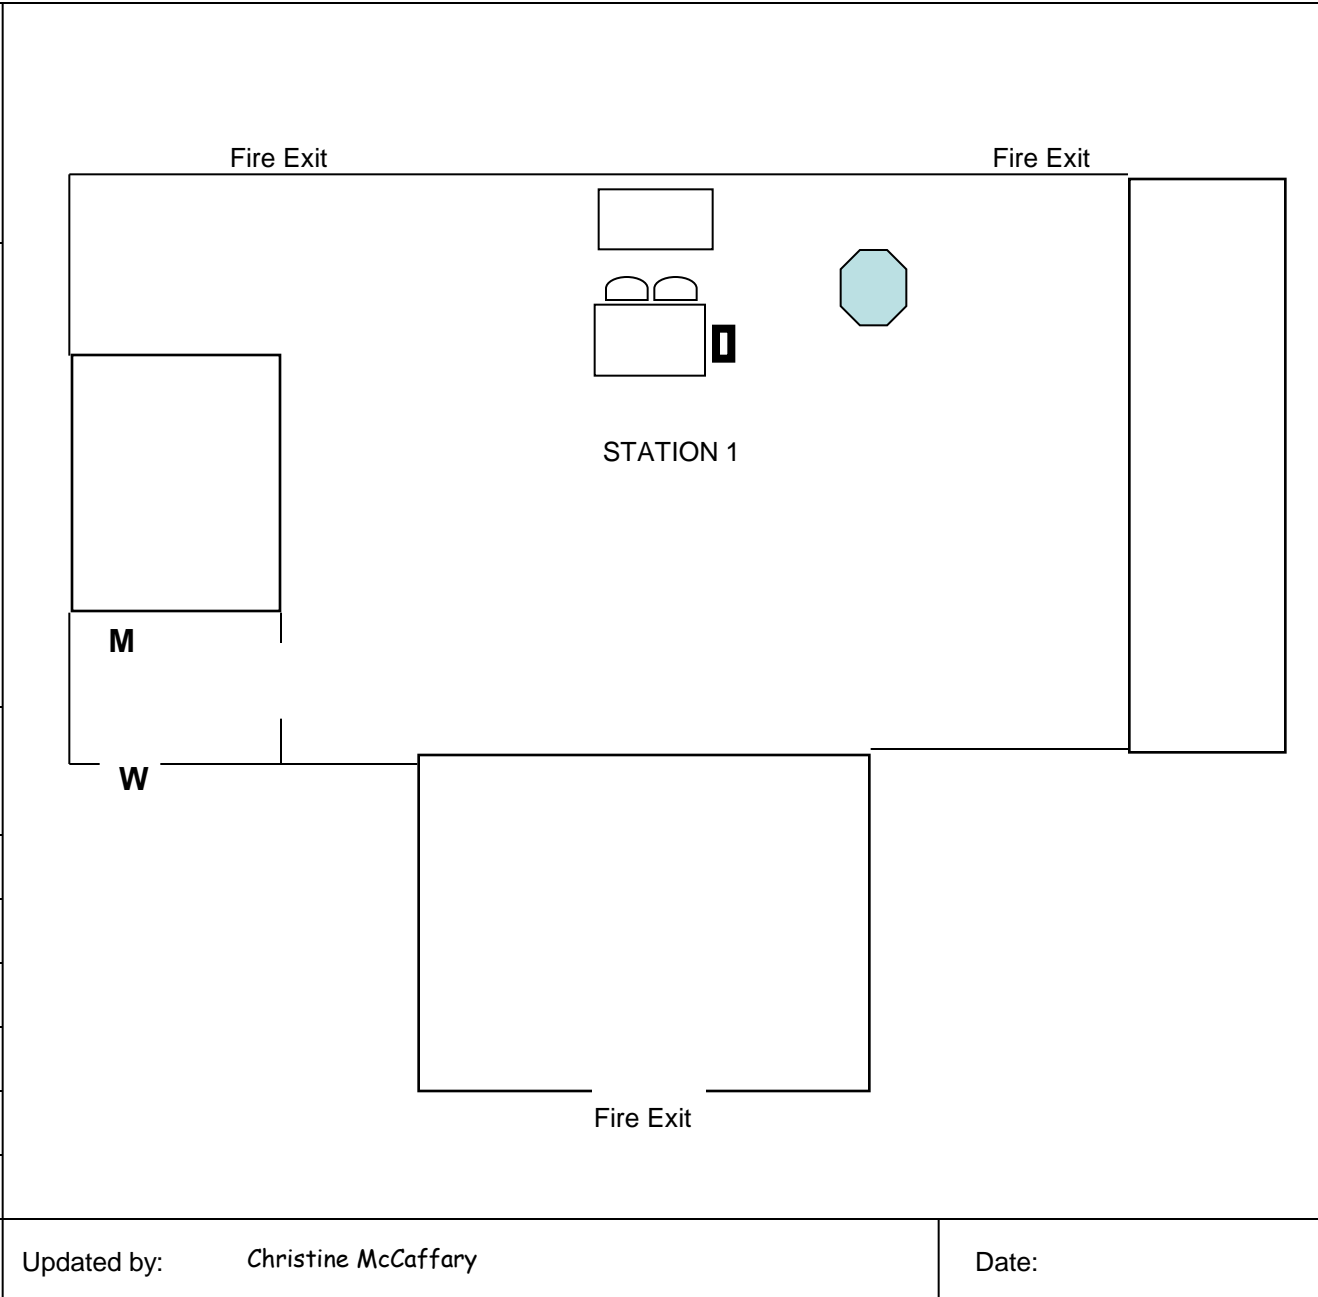 Fire Exit
Fire Exit
STATION 1
M
W
Fire Exit
Updated by: Christine McCaffary
Date: